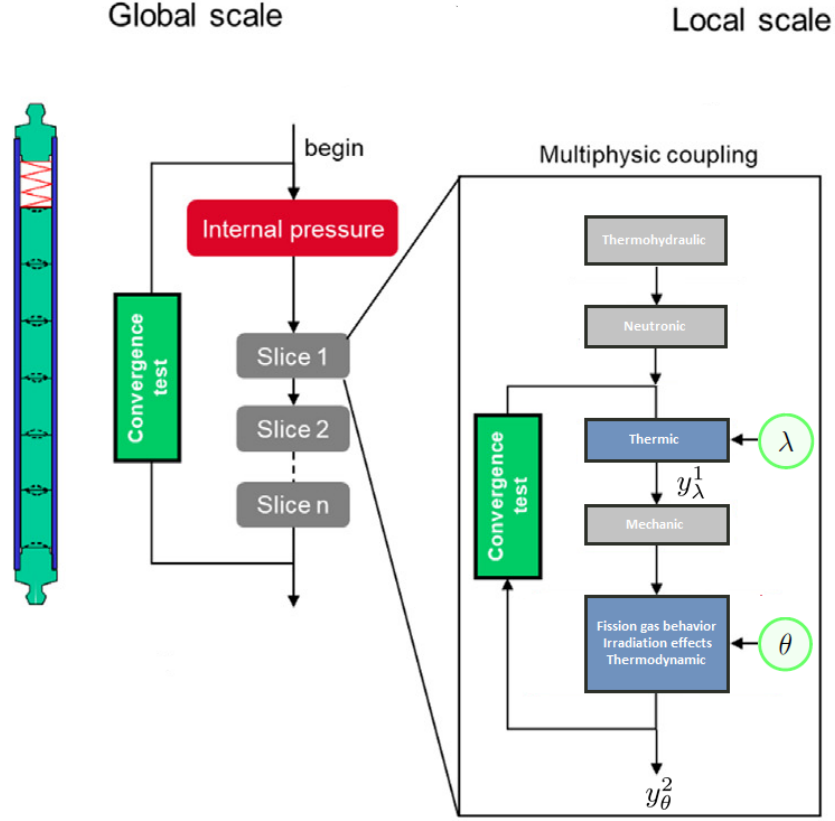 Global scale
Local scale
begin
Internal pressure
Convergence
test
Slice 1
Slice 2
Slice n
Multiphysic coupling
Thermohydraulic
Neutronic
Convergence
test
Thermic
λ
y¹_λ
Mechanic
Fission gas behavior
Irradiation effects
Thermodynamic
θ
y²_θ